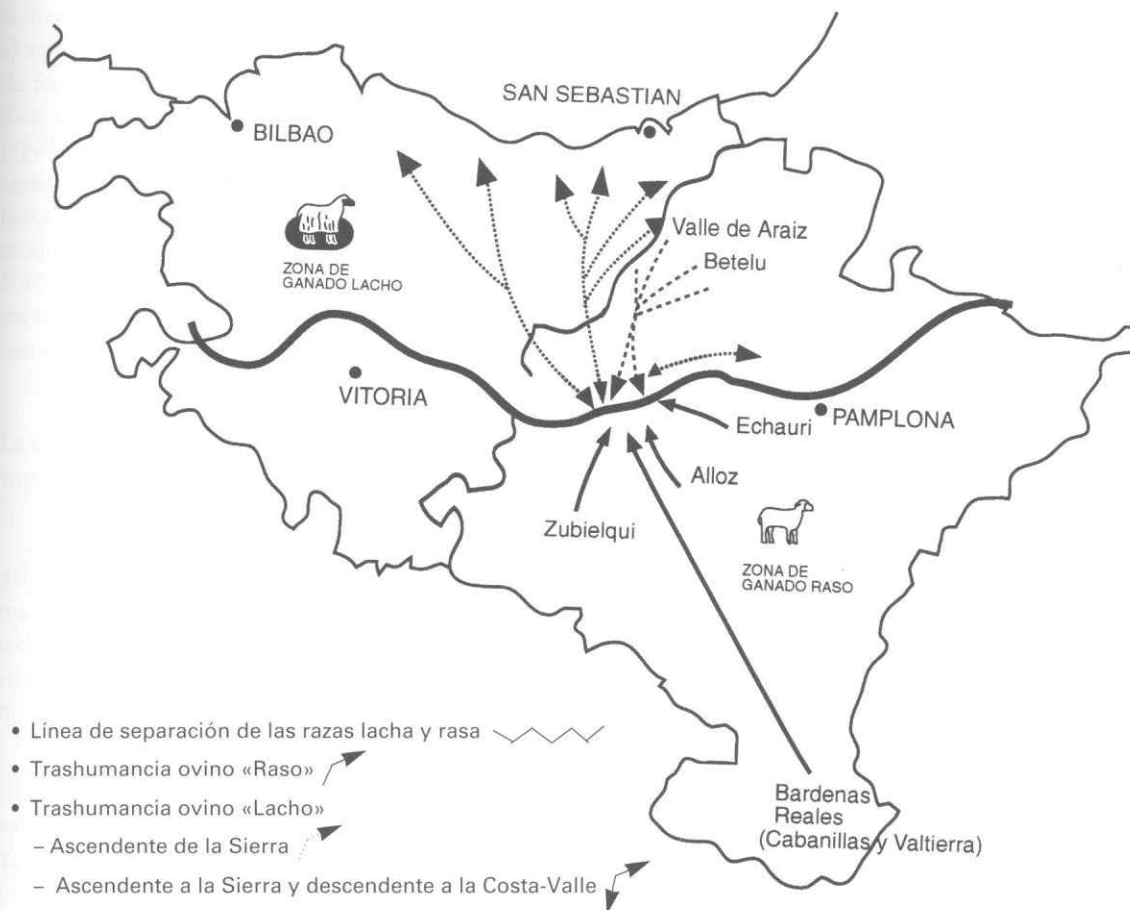 SAN SEBASTIAN
BILBAO
Valle de Araiz
Betelu
ZONA DE
GANADO LACHO
VITORIA
PAMPLONA
Echauri
Alloz
Zubielqui
ZONA DE
GANADO RASO
• Línea de separación de las razas lacha y rasa
• Trashumancia ovino «Raso»
• Trashumancia ovino «Lacho»
– Ascendente de la Sierra
– Ascendente a la Sierra y descendente a la Costa-Valle
Bardenas
Reales
(Cabanillas y Valtierra)